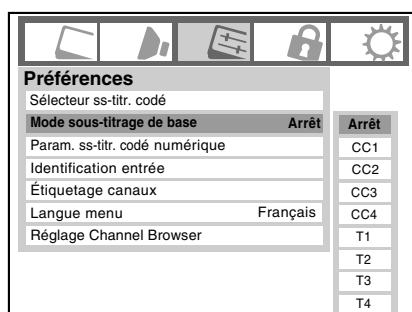 Préférences
Sélecteur ss-titr. codé
Mode sous-titrage de base Arrêt
Param. ss-titr. codé numérique
Identification entrée
Étiquetage canaux
Langue menu Français
Réglage Channel Browser
Arrêt
CC1
CC2
CC3
CC4
T1
T2
T3
T4